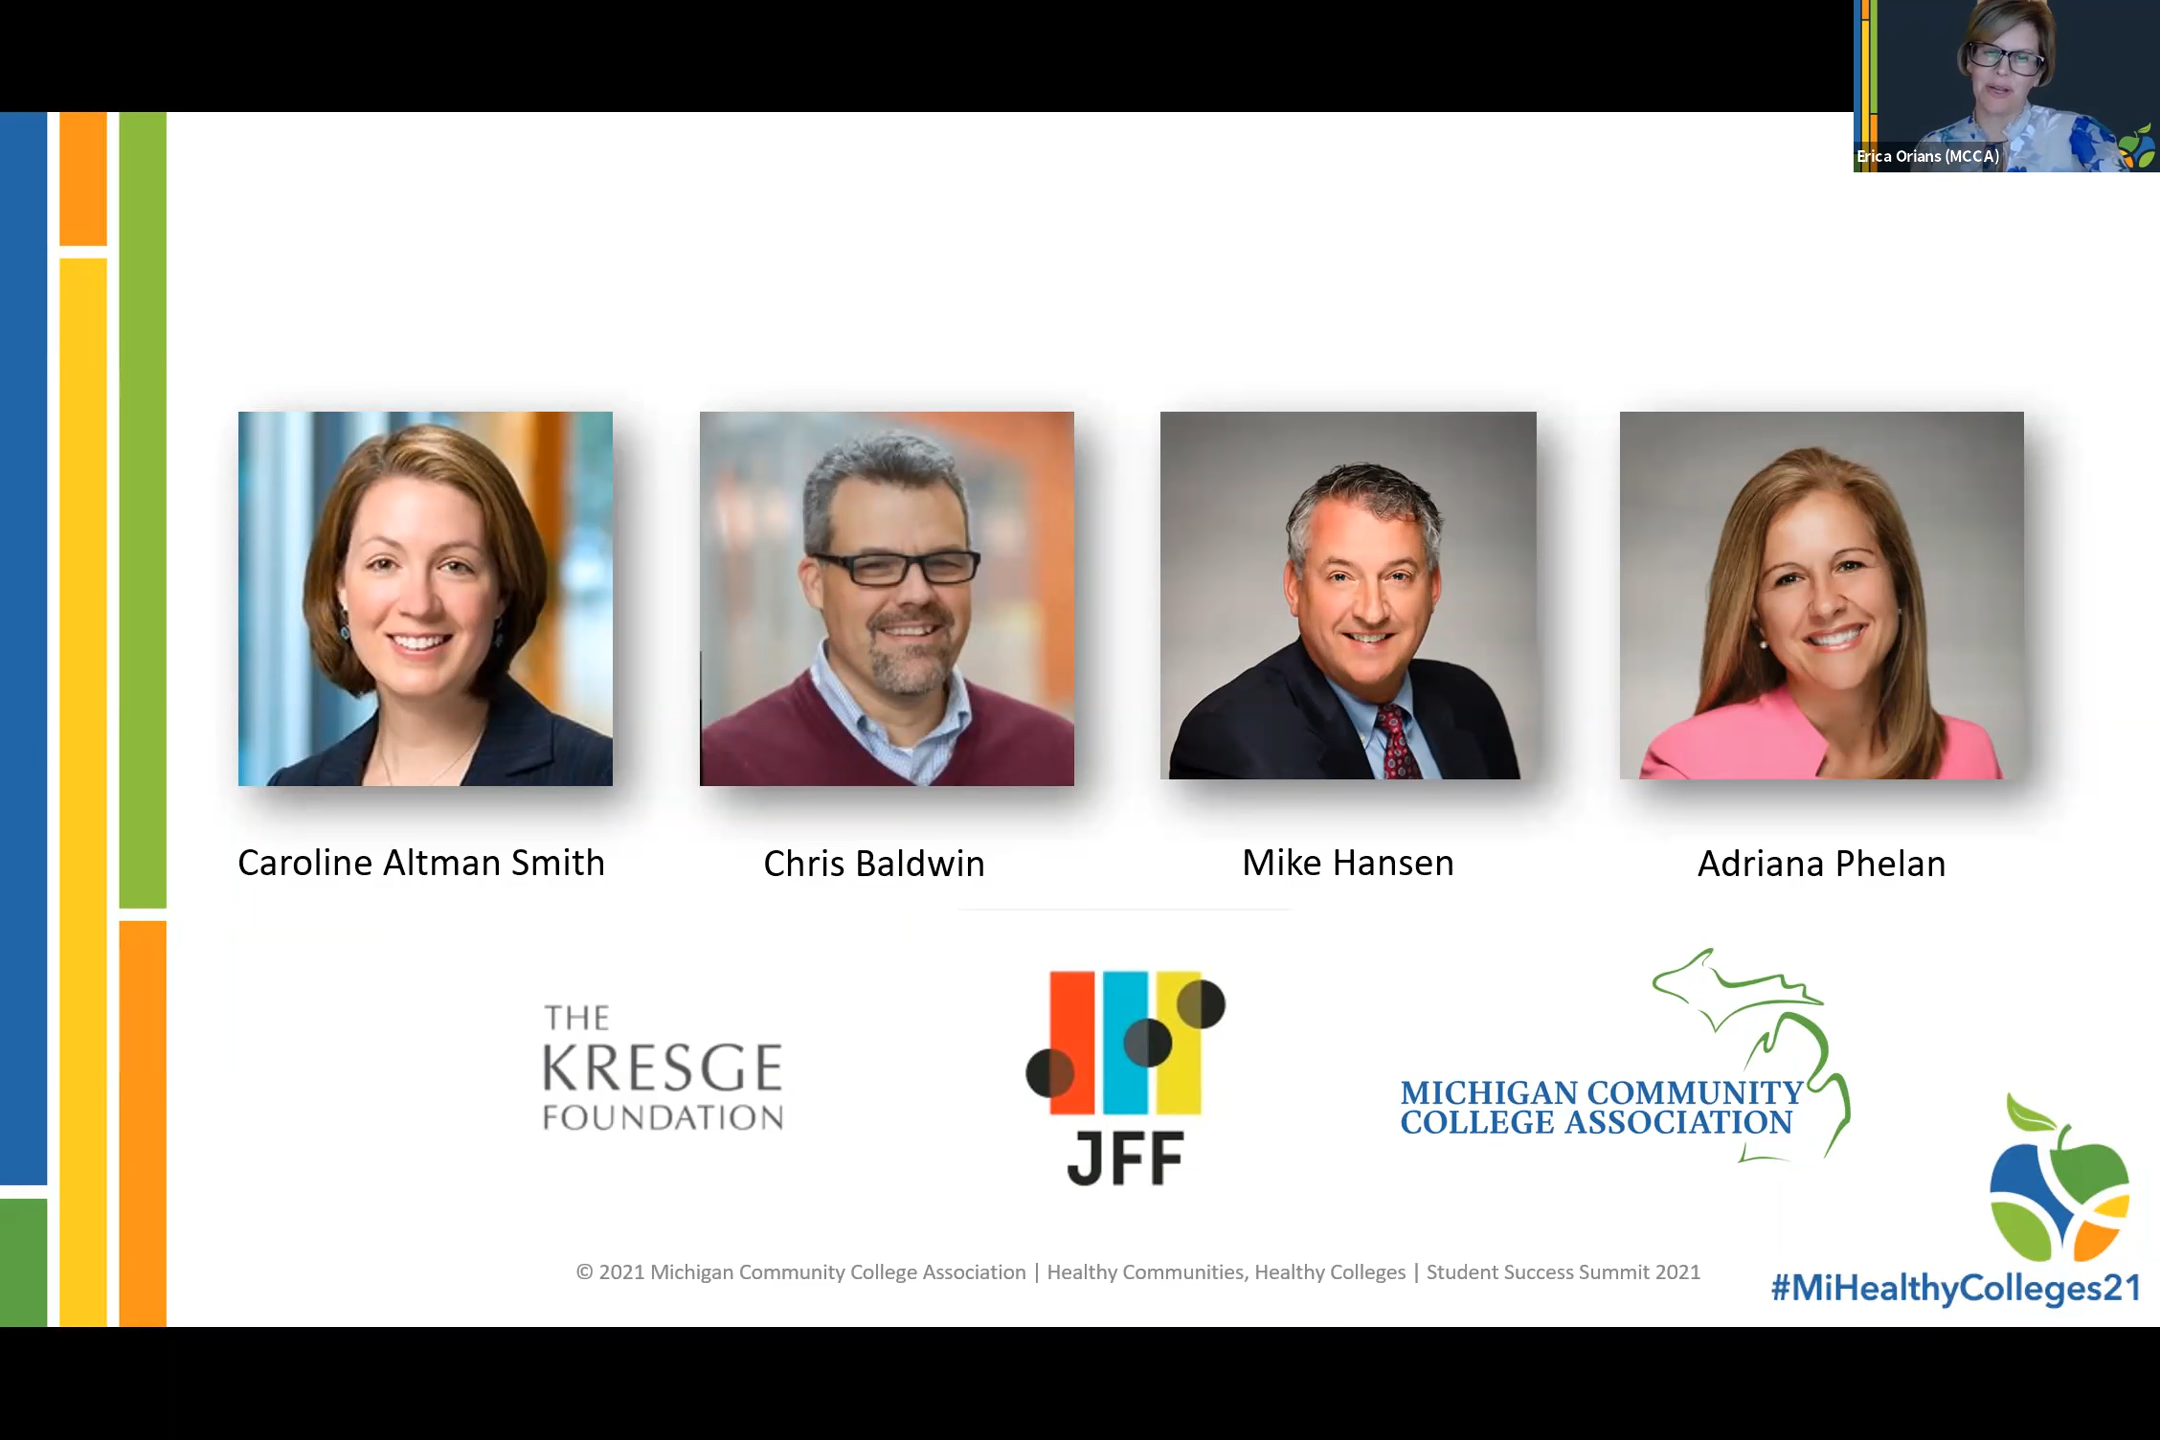 Erica Orians (MCCA)
Caroline Altman Smith
Chris Baldwin
Mike Hansen
Adriana Phelan
THE
KRESGE
FOUNDATION
JFF
MICHIGAN COMMUNITY
COLLEGE ASSOCIATION
© 2021 Michigan Community College Association | Healthy Communities, Healthy Colleges | Student Success Summit 2021
#MiHealthyColleges21